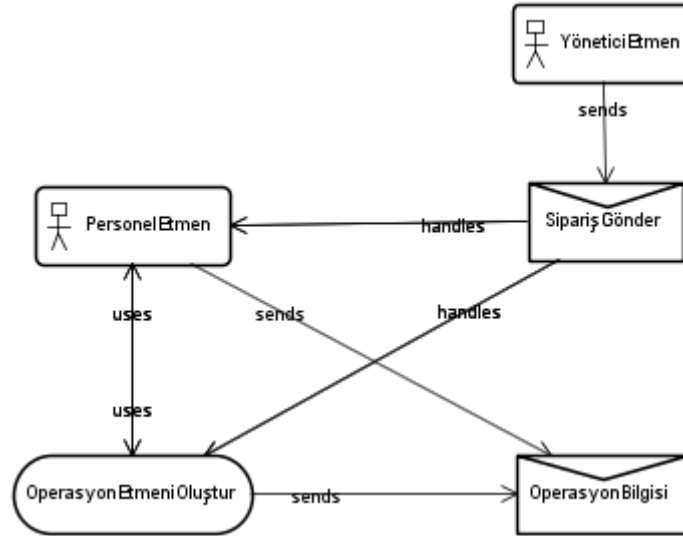 Yönetici Etmen
sends
Sipariş Gönder
Personel Etmen
handles
uses
sends
handles
uses
Operasyon Etmeni Oluştur
sends
Operasyon Bilgisi